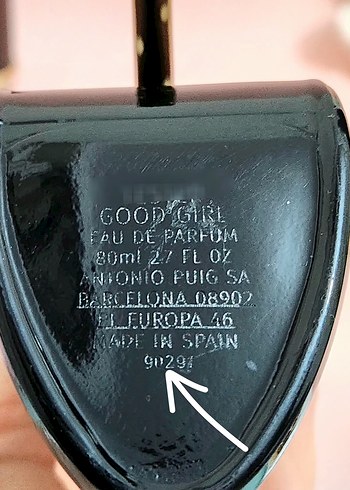 GOOD GIRL
EAU DE PARFUM
80ml 2.7 FL OZ
ANTONIO PUIG SA
BARCELONA 08902
PL EUROPA 46
MADE IN SPAIN